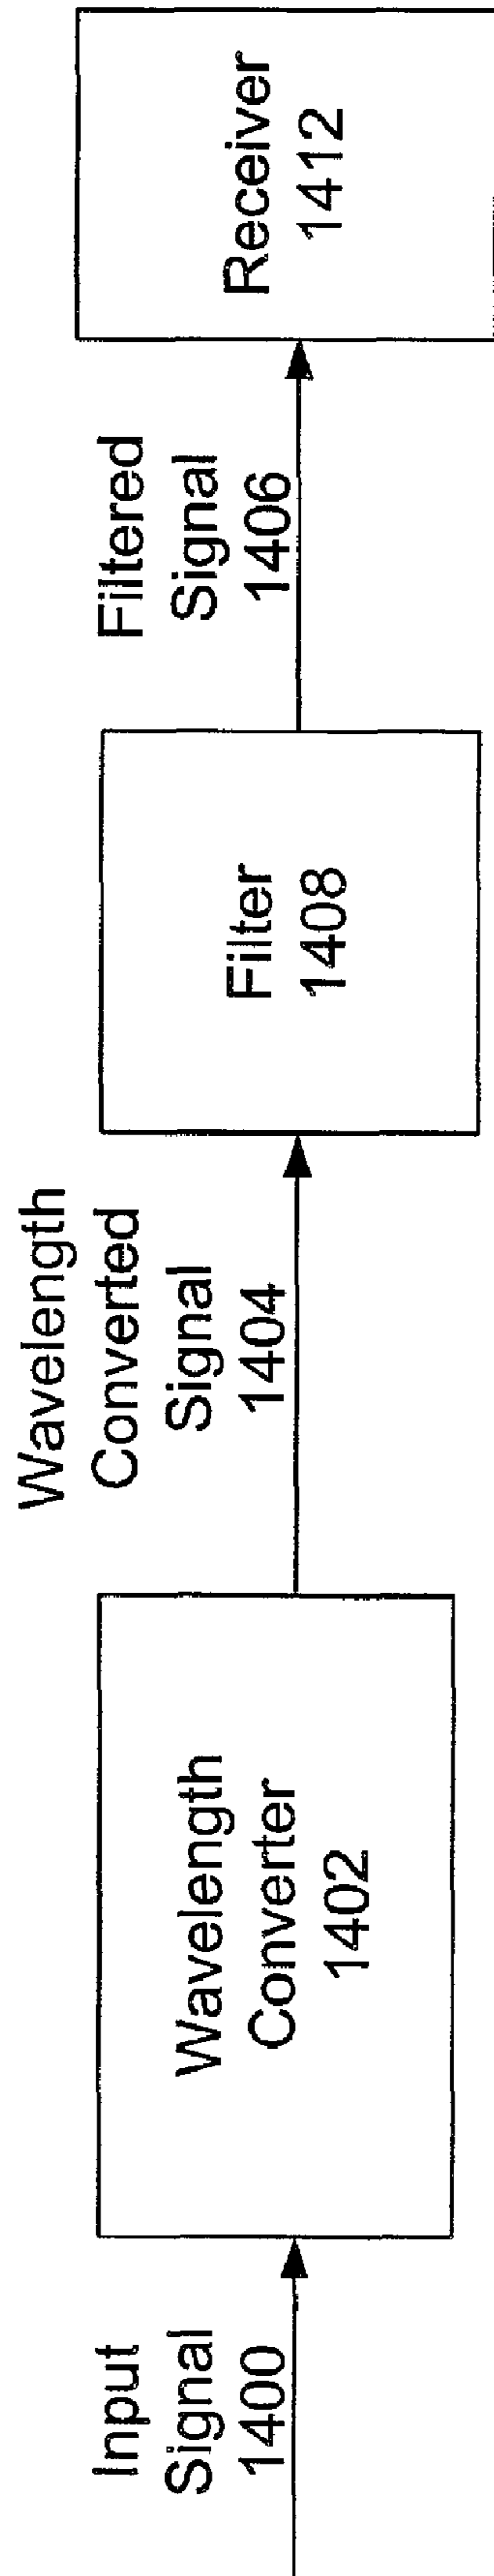 Input
Signal
1400
Wavelength
Converter
1402
Wavelength
Converted
Signal
1404
Filter
1408
Filtered
Signal
1406
Receiver
1412